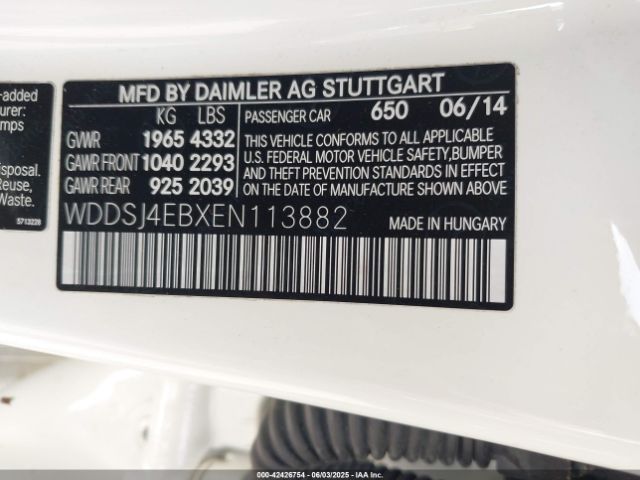 -added
urer:
mps
isposal.
Reuse,
Waste.
5713228
MFD BY DAIMLER AG STUTTGART
KG LBS
GVWR 1965 4332
GAWR FRONT 1040 2293
GAWR REAR 925 2039
PASSENGER CAR 650 06/14
THIS VEHICLE CONFORMS TO ALL APPLICABLE
U.S. FEDERAL MOTOR VEHICLE SAFETY,BUMPER
AND THEFT PREVENTION STANDARDS IN EFFECT
ON THE DATE OF MANUFACTURE SHOWN ABOVE.
WDDSJ4EBXEN113882
MADE IN HUNGARY
000-42426754 - 06/03/2025 - IAA Inc.